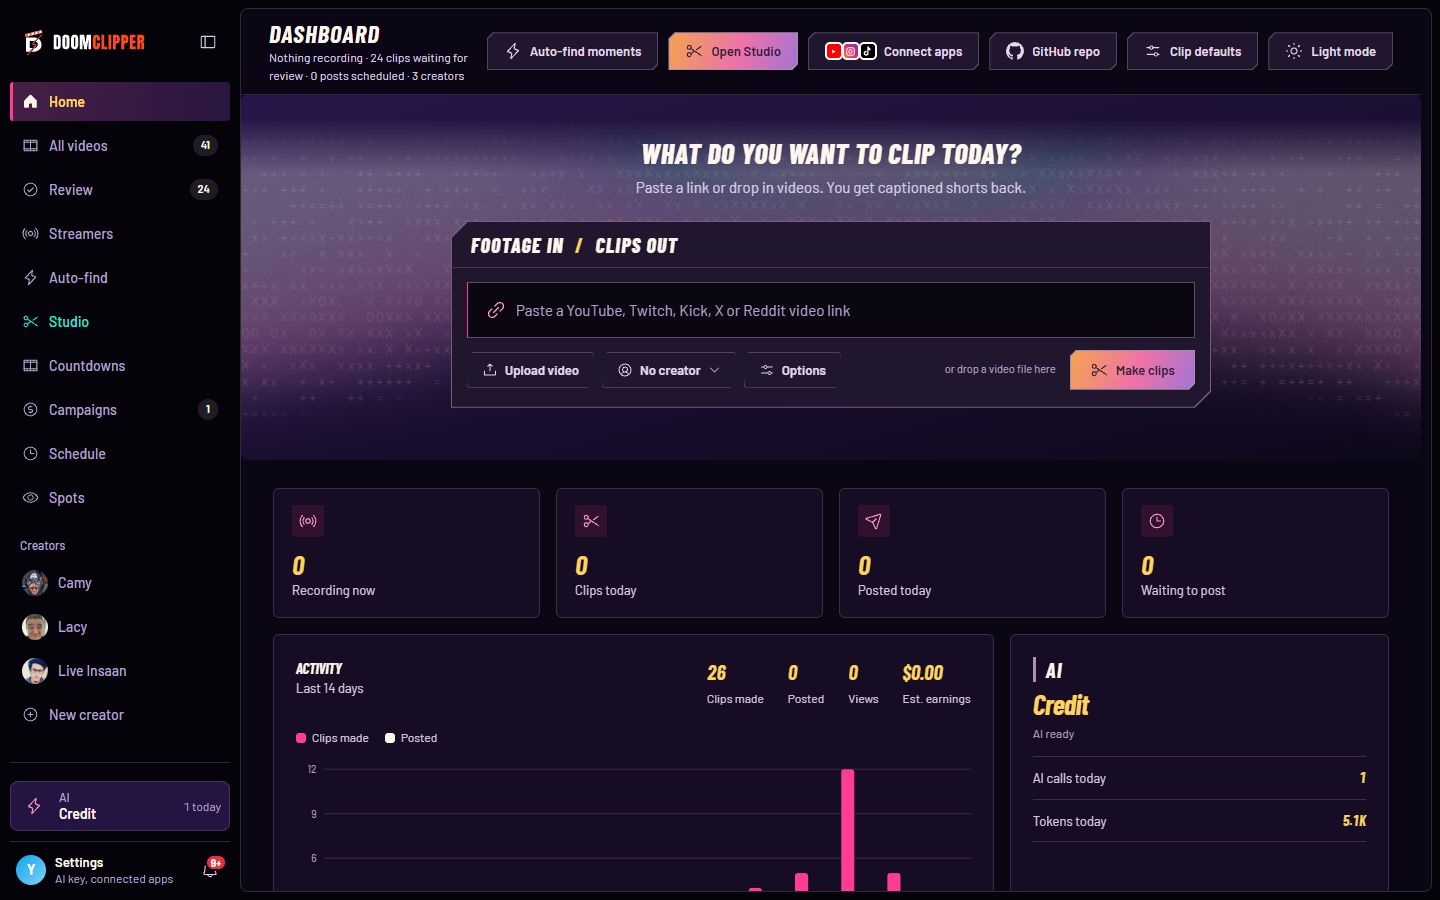 DOOMCLIPPER
Home
All videos 41
Review 24
Streamers
Auto-find
Studio
Countdowns
Campaigns 1
Schedule
Spots
Creators
Camy
Lacy
Live Insaan
New creator
AI
Credit
1 today
Y
Settings
AI key, connected apps
9+
DASHBOARD
Nothing recording · 24 clips waiting for
review · 0 posts scheduled · 3 creators
Auto-find moments
Open Studio
Connect apps
GitHub repo
Clip defaults
Light mode
WHAT DO YOU WANT TO CLIP TODAY?
Paste a link or drop in videos. You get captioned shorts back.
FOOTAGE IN / CLIPS OUT
Paste a YouTube, Twitch, Kick, X or Reddit video link
Upload video
No creator
Options
or drop a video file here
Make clips
0
Recording now
0
Clips today
0
Posted today
0
Waiting to post
ACTIVITY
Last 14 days
26
Clips made
0
Posted
0
Views
$0.00
Est. earnings
Clips made
Posted
12
9
6
AI
Credit
AI ready
AI calls today 1
Tokens today 5.1K